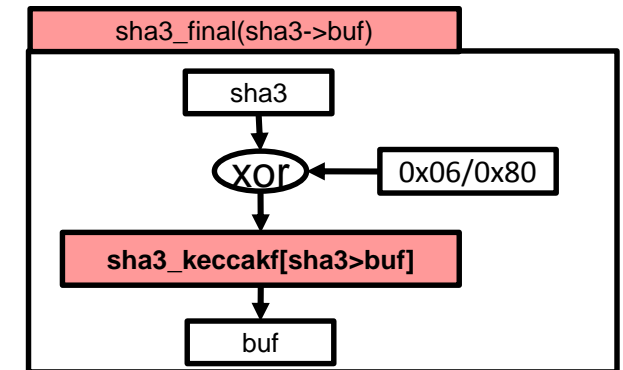 sha3_final(sha3->buf)
sha3
xor
0x06/0x80
sha3_keccakf[sha3>buf]
buf